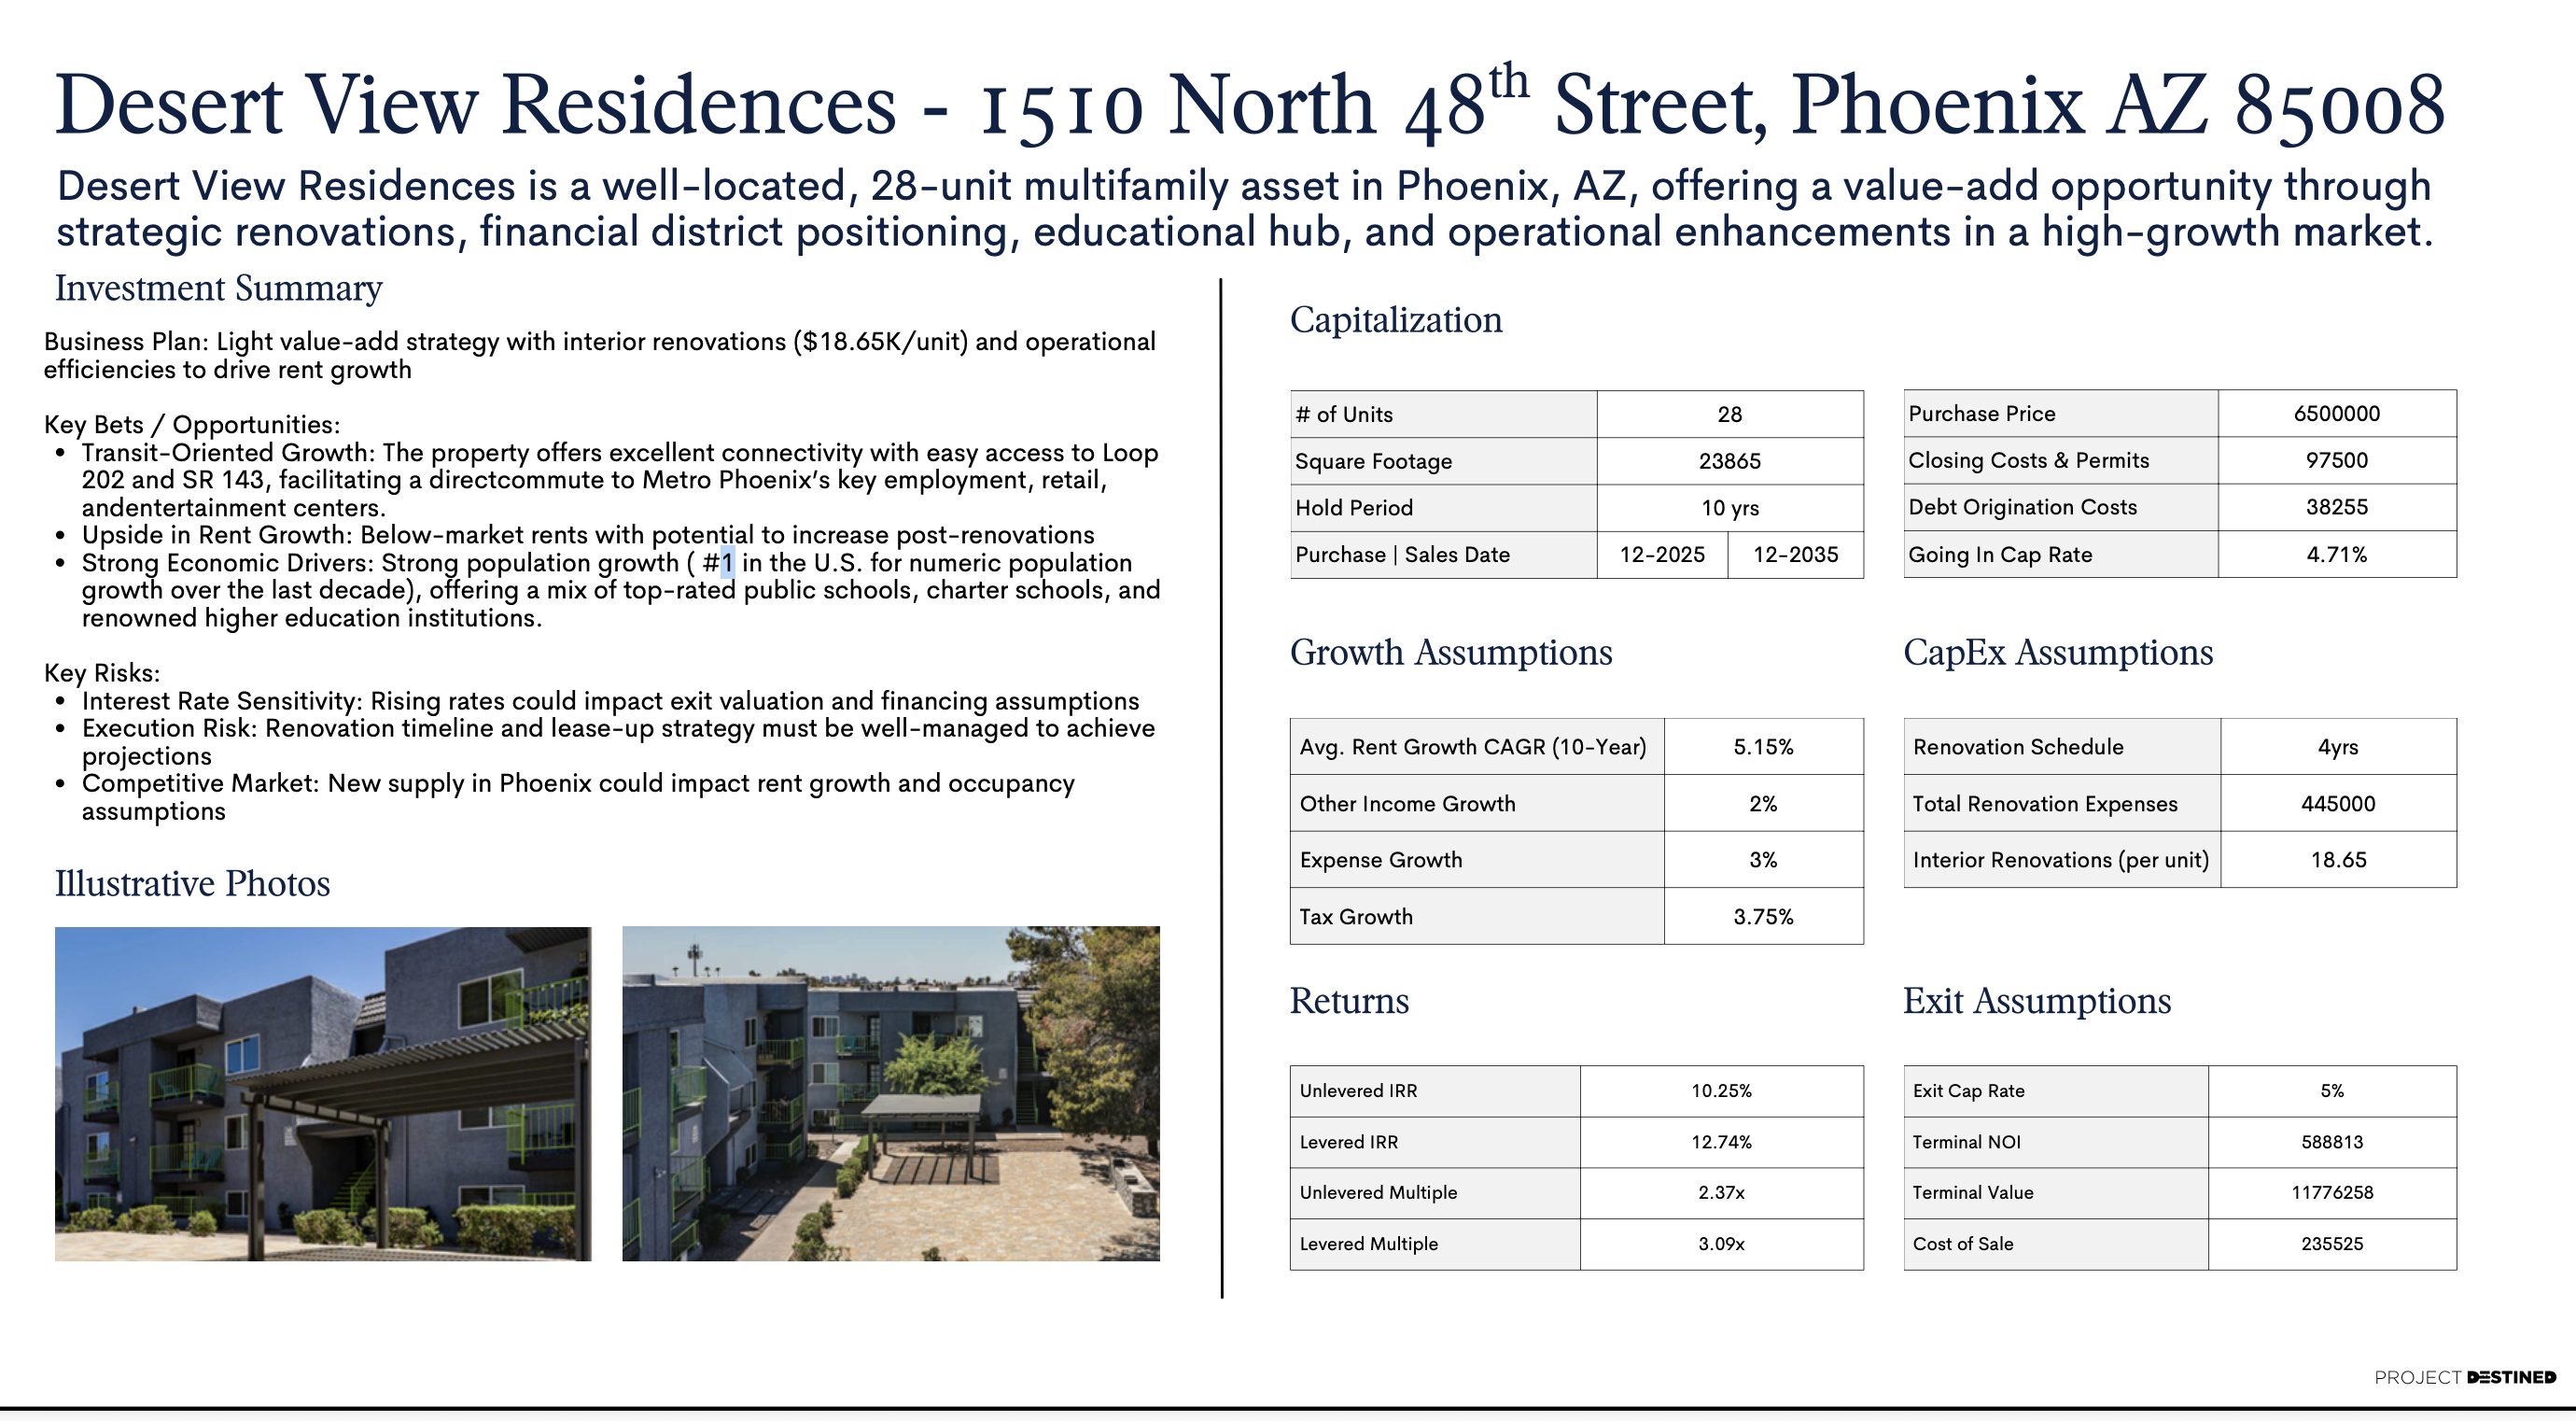 Desert View Residences - 1510 North 48th Street, Phoenix AZ 85008
Desert View Residences is a well-located, 28-unit multifamily asset in Phoenix, AZ, offering a value-add opportunity through
strategic renovations, financial district positioning, educational hub, and operational enhancements in a high-growth market.
Investment Summary
Business Plan: Light value-add strategy with interior renovations ($18.65K/unit) and operational
efficiencies to drive rent growth
Key Bets / Opportunities:
• Transit-Oriented Growth: The property offers excellent connectivity with easy access to Loop
202 and SR 143, facilitating a directcommute to Metro Phoenix’s key employment, retail,
andentertainment centers.
• Upside in Rent Growth: Below-market rents with potential to increase post-renovations
• Strong Economic Drivers: Strong population growth ( #1 in the U.S. for numeric population
growth over the last decade), offering a mix of top-rated public schools, charter schools, and
renowned higher education institutions.
Key Risks:
• Interest Rate Sensitivity: Rising rates could impact exit valuation and financing assumptions
• Execution Risk: Renovation timeline and lease-up strategy must be well-managed to achieve
projections
• Competitive Market: New supply in Phoenix could impact rent growth and occupancy
assumptions
Illustrative Photos
Capitalization
# of Units 28
Square Footage 23865
Hold Period 10 yrs
Purchase | Sales Date 12-2025 12-2035
Purchase Price 6500000
Closing Costs & Permits 97500
Debt Origination Costs 38255
Going In Cap Rate 4.71%
Growth Assumptions
Avg. Rent Growth CAGR (10-Year) 5.15%
Other Income Growth 2%
Expense Growth 3%
Tax Growth 3.75%
CapEx Assumptions
Renovation Schedule 4yrs
Total Renovation Expenses 445000
Interior Renovations (per unit) 18.65
Returns
Unlevered IRR 10.25%
Levered IRR 12.74%
Unlevered Multiple 2.37x
Levered Multiple 3.09x
Exit Assumptions
Exit Cap Rate 5%
Terminal NOI 588813
Terminal Value 11776258
Cost of Sale 235525
PROJECT DESTINED